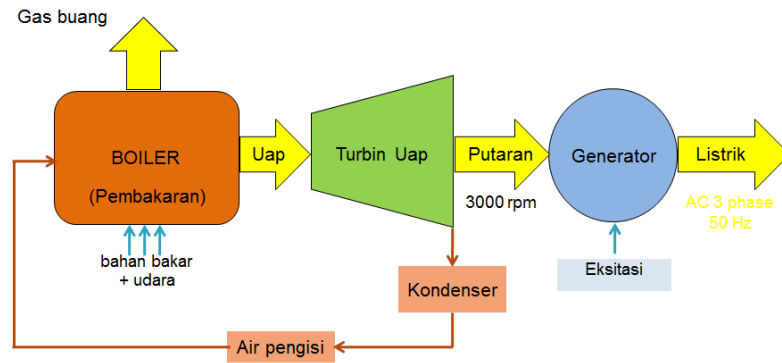 Gas buang
BOILER
(Pembakaran)
Uap
Turbin Uap
Putaran
3000 rpm
Generator
Listrik
AC 3 phase
50 Hz
bahan bakar
+ udara
Eksitasi
Kondenser
Air pengisi